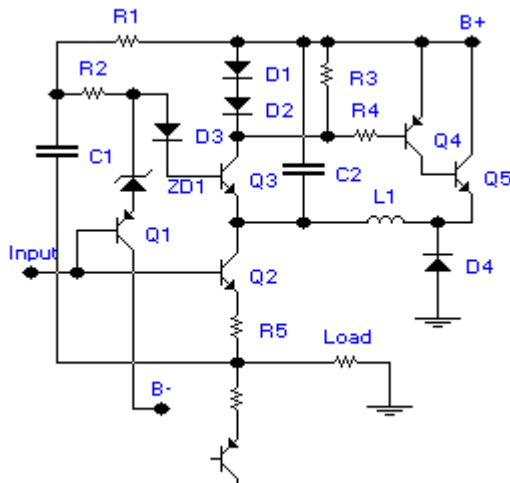 R1
B+
R2
D1
D2
R3
R4
D3
Q4
C1
ZD1
Q3
C2
Q5
L1
Q1
Input
Q2
D4
R5
Load
B-